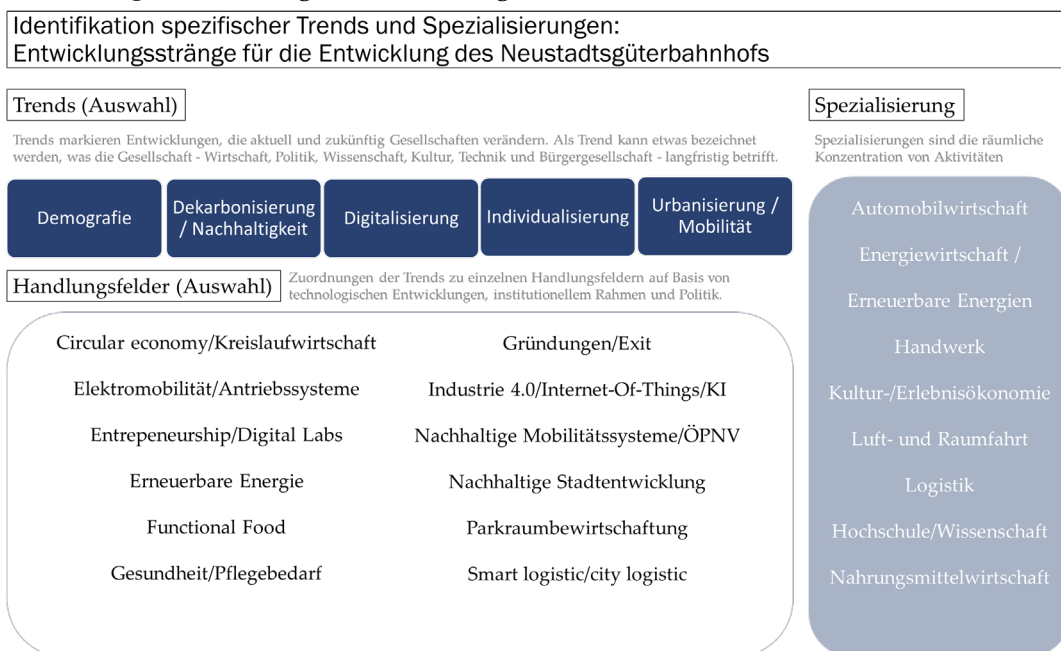 Identifikation spezifischer Trends und Spezialisierungen:
Entwicklungsstränge für die Entwicklung des Neustadtsgüterbahnhofs
Trends (Auswahl)
Trends markieren Entwicklungen, die aktuell und zukünftig Gesellschaften verändern. Als Trend kann etwas bezeichnet
werden, was die Gesellschaft - Wirtschaft, Politik, Wissenschaft, Kultur, Technik und Bürgergesellschaft - langfristig betrifft.
Demografie
Dekarbonisierung
/ Nachhaltigkeit
Digitalisierung
Individualisierung
Urbanisierung /
Mobilität
Handlungsfelder (Auswahl)
Zuordnungen der Trends zu einzelnen Handlungsfeldern auf Basis von
technologischen Entwicklungen, institutionellem Rahmen und Politik.
Circular economy/Kreislaufwirtschaft
Elektromobilität/Antriebssysteme
Entrepeneurship/Digital Labs
Erneuerbare Energie
Functional Food
Gesundheit/Pflegebedarf
Gründungen/Exit
Industrie 4.0/Internet-Of-Things/KI
Nachhaltige Mobilitätssysteme/ÖPNV
Nachhaltige Stadtentwicklung
Parkraumbewirtschaftung
Smart logistic/city logistic
Spezialisierung
Spezialisierungen sind die räumliche
Konzentration von Aktivitäten
Automobilwirtschaft
Energiewirtschaft /
Erneuerbare Energien
Handwerk
Kultur-/Erlebnisökonomie
Luft- und Raumfahrt
Logistik
Hochschule/Wissenschaft
Nahrungsmittelwirtschaft